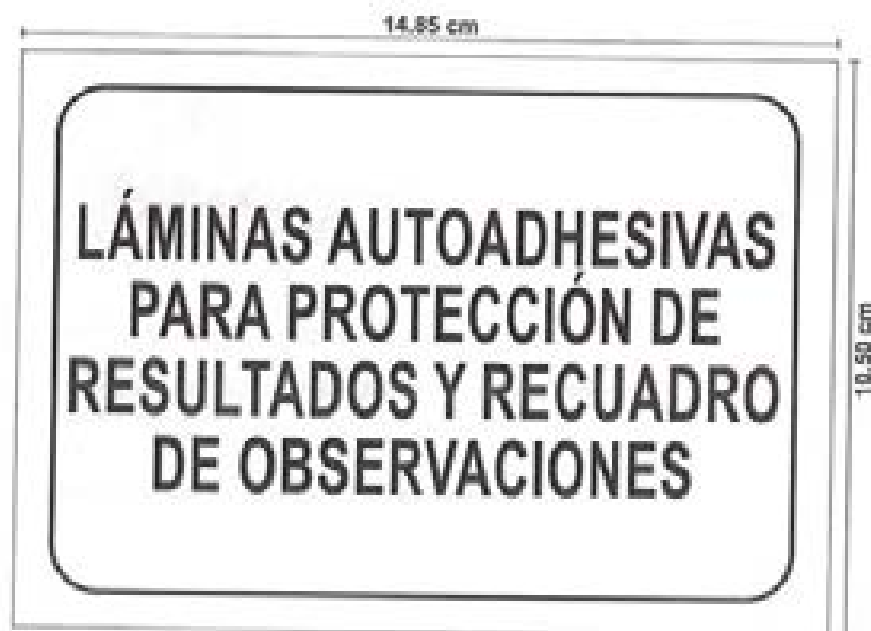 14.85 cm
LÁMINAS AUTOADHESIVAS
PARA PROTECCIÓN DE
RESULTADOS Y RECUADRO
DE OBSERVACIONES
10.50 cm